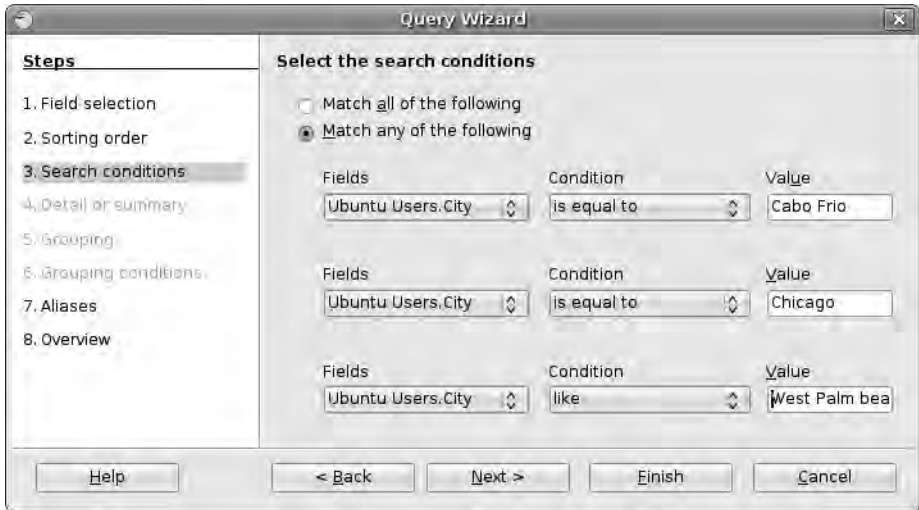 Query Wizard
Steps
1. Field selection
2. Sorting order
3. Search conditions
4. Detail or summary
5. Grouping
6. Grouping conditions
7. Aliases
8. Overview
Select the search conditions
Match all of the following
Match any of the following
Fields Condition Value
Ubuntu Users.City is equal to Cabo Frio
Fields Condition Value
Ubuntu Users.City is equal to Chicago
Fields Condition Value
Ubuntu Users.City like West Palm bea
Help < Back Next > Finish Cancel